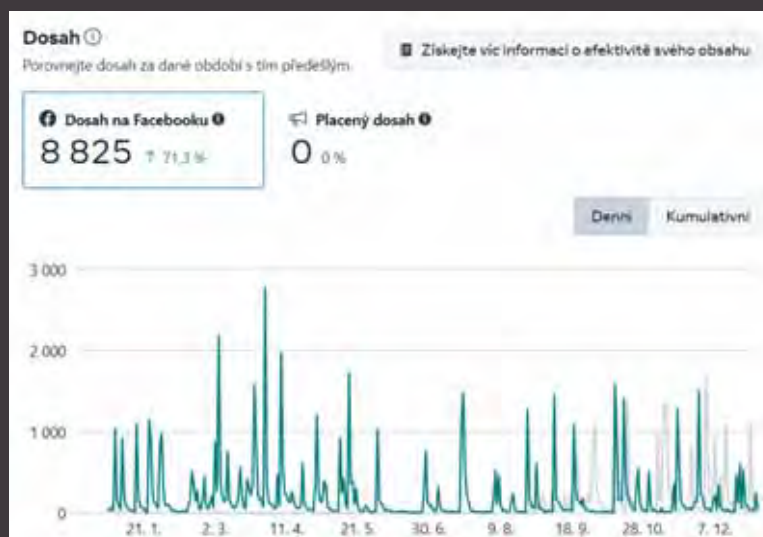 Dosah
Získejte víc informací o efektivitě svého obsahu
Porovnejte dosah za dané období s tím předešlým.
Dosah na Facebooku
Placený dosah
8 825 ↑ 71,3 %
0 0 %
Denní Kumulativní
3 000
2 000
1 000
0
21. 1. 2. 3. 11. 4. 21. 5. 30. 6. 9. 8. 18. 9. 28. 10. 7. 12.